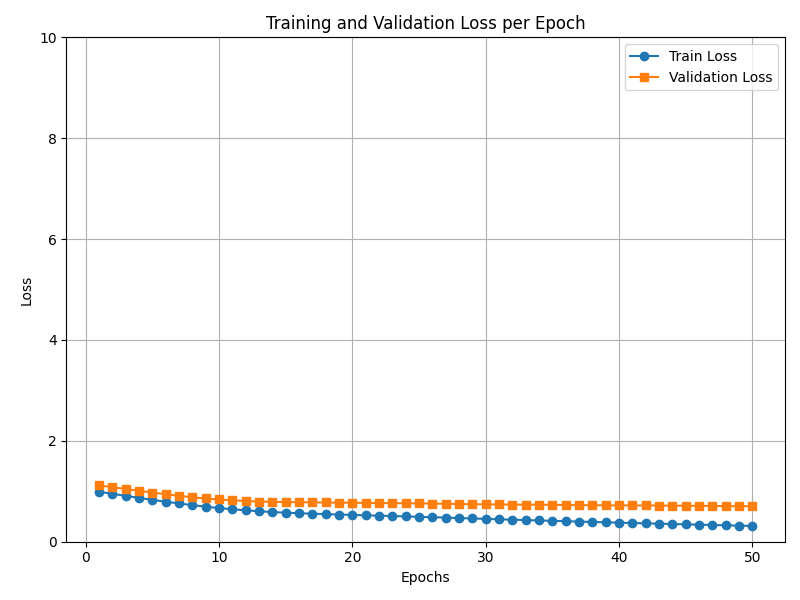 Training and Validation Loss per Epoch
Train Loss
Validation Loss
10
8
6
4
2
0
Loss
0 10 20 30 40 50
Epochs